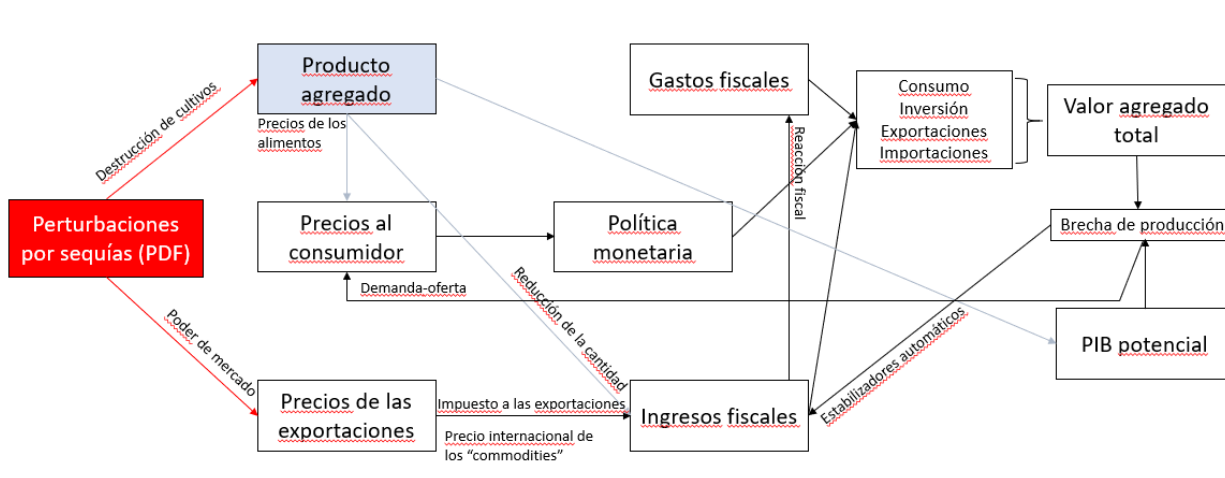 Producto
agregado
Gastos fiscales
Consumo
Inversión
Exportaciones
Importaciones
Valor agregado
total
Destrucción de cultivos
Precios de los
alimentos
Reacción fiscal
Perturbaciones
por sequías (PDF)
Precios al
consumidor
Política
monetaria
Brecha de producción
Demanda-oferta
Reducción de la cantidad
Poder de mercado
Estabilizadores automáticos
PIB potencial
Precios de las
exportaciones
Impuesto a las exportaciones
Precio internacional de
los “commodities”
Ingresos fiscales